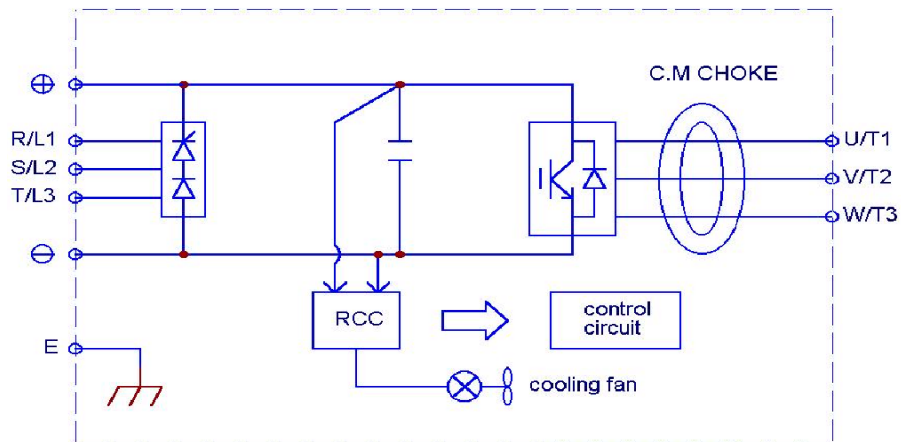 C.M CHOKE
⊕
R/L1
S/L2
T/L3
⊖
U/T1
V/T2
W/T3
RCC
control
circuit
E
cooling fan